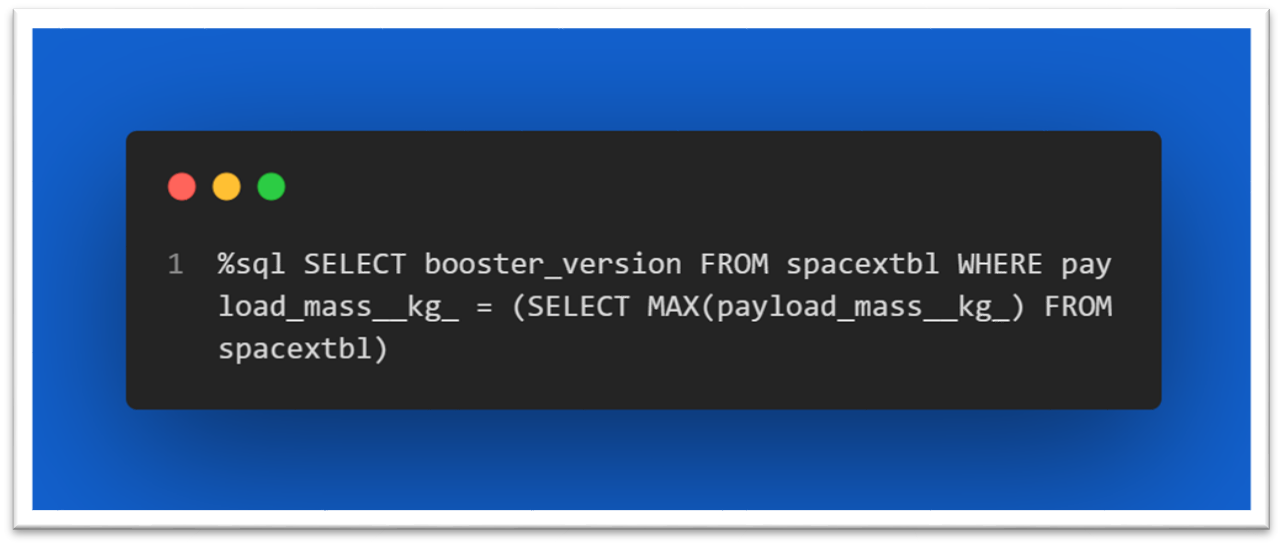 1 %sql SELECT booster_version FROM spacextbl WHERE pay
load_mass__kg_ = (SELECT MAX(payload_mass__kg_) FROM
spacextbl)